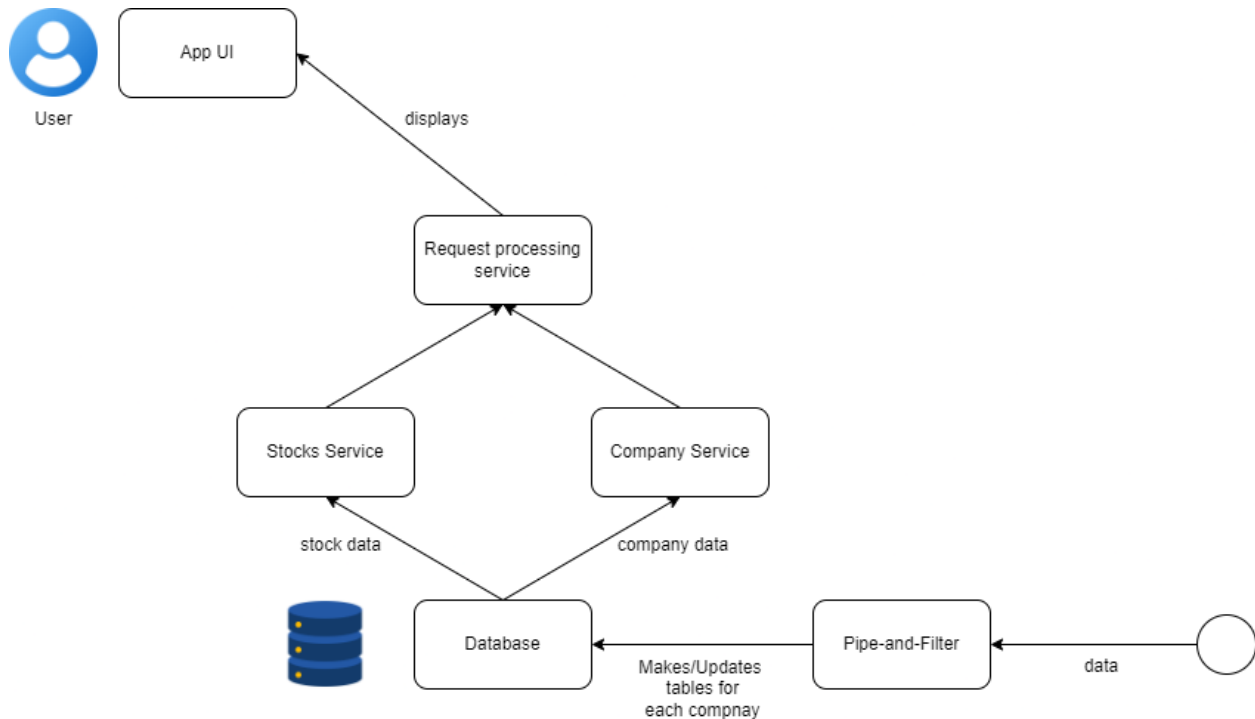 App UI
User
displays
Request processing
service
Stocks Service
Company Service
stock data
company data
Database
Pipe-and-Filter
Makes/Updates
tables for
each compnay
data